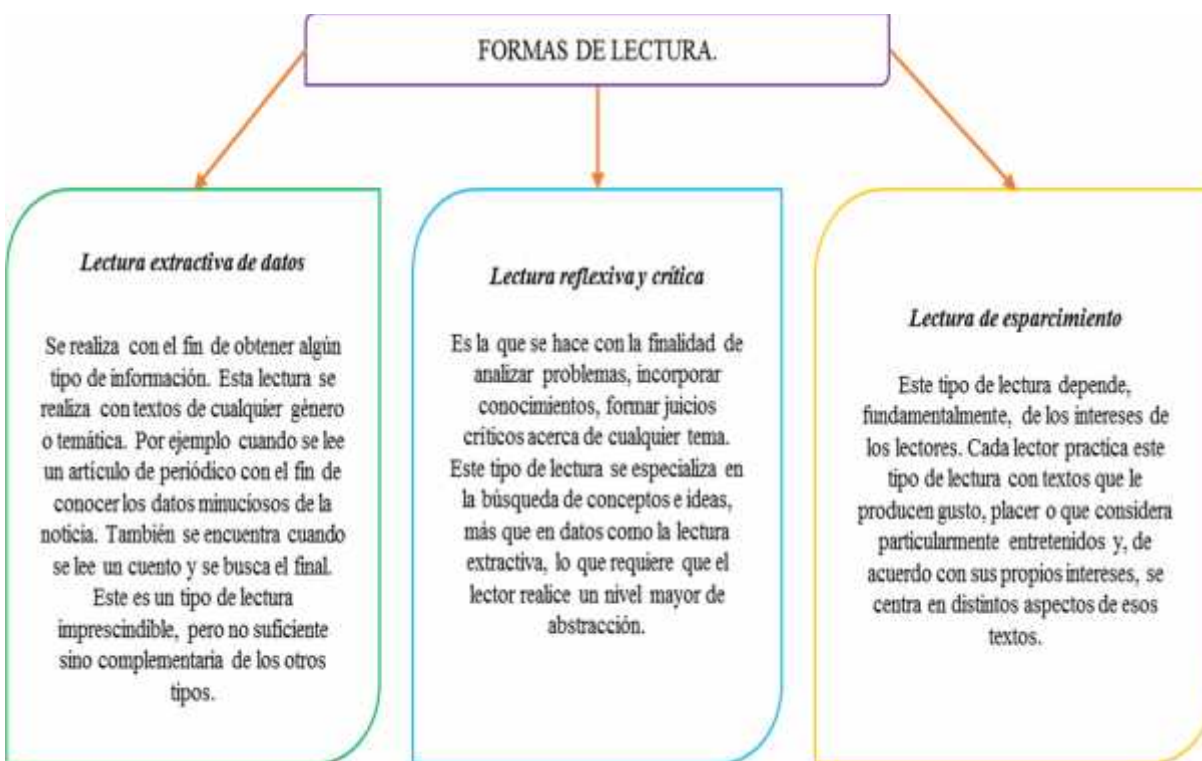 FORMAS DE LECTURA.
Lectura extractiva de datos
Se realiza con el fin de obtener algún
tipo de información. Esta lectura se
realiza con textos de cualquier género
o temática. Por ejemplo cuando se lee
un artículo de periódico con el fin de
conocer los datos minuciosos de la
noticia. También se encuentra cuando
se lee un cuento y se busca el final.
Este es un tipo de lectura
imprescindible, pero no suficiente
sino complementaria de los otros
tipos.
Lectura reflexiva y crítica
Es la que se hace con la finalidad de
analizar problemas, incorporar
conocimientos, formar juicios
críticos acerca de cualquier tema.
Este tipo de lectura se especializa en
la búsqueda de conceptos e ideas,
más que en datos como la lectura
extractiva, lo que requiere que el
lector realice un nivel mayor de
abstracción.
Lectura de esparcimiento
Este tipo de lectura depende,
fundamentalmente, de los intereses de
los lectores. Cada lector practica este
tipo de lectura con textos que le
producen gusto, placer o que considera
particularmente entretenidos y, de
acuerdo con sus propios intereses, se
centra en distintos aspectos de esos
textos.